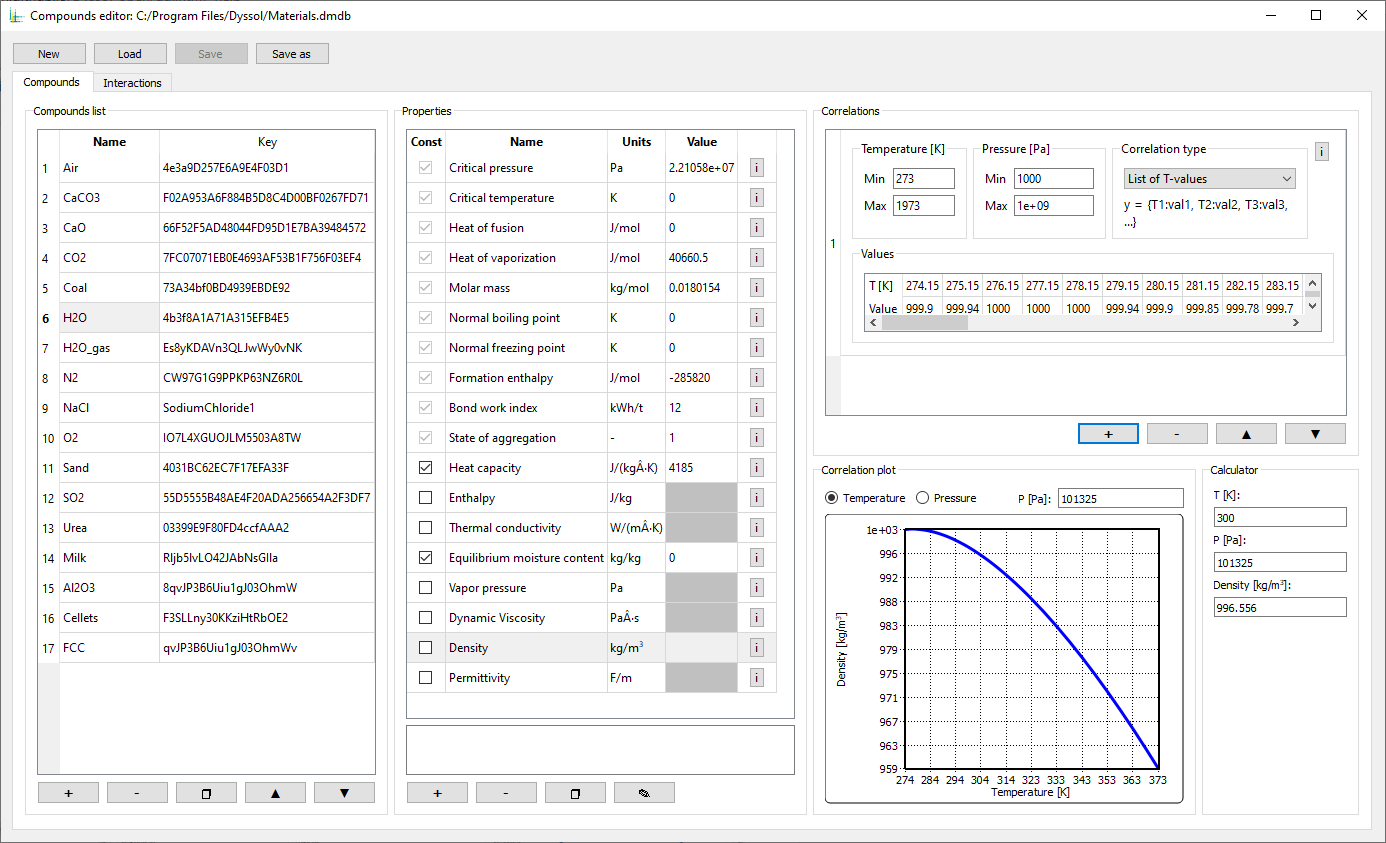 Compounds editor: C:/Program Files/Dyssol/Materials.dmdb
New Load Save Save as
Compounds Interactions
Compounds list
Name Key
1 Air 4e3a9D257E6A9E4F03D1
2 CaCO3 F02A953A6F884B5D8C4D00BF0267FD71
3 CaO 66F52F5AD48044FD95D1E7BA39484572
4 CO2 7FC07071EB0E4693AF53B1F756F03EF4
5 Coal 73A34bf0BD4939EBDE92
6 H2O 4b3f8A1A71A315EFB4E5
7 H2O_gas Es8yKDAVn3QLJwWy0vNK
8 N2 CW97G1G9PPKP63NZ6R0L
9 NaCl SodiumChloride1
10 O2 IO7L4XGUOJLM5503A8TW
11 Sand 4031BC62EC7F17EFA33F
12 SO2 55D5555B48AE4F20ADA256654A2F3DF7
13 Urea 03399E9F80FD4ccfAAA2
14 Milk RIjb5lvLO42JAbNsGlIa
15 Al2O3 8qvJP3B6Uiu1gJ03OhmW
16 Cellets F3SLLny30KKziHtRbOE2
17 FCC qvJP3B6Uiu1gJ03OhmWv
+ - ▲ ▼
Properties
Const Name Units Value
Critical pressure Pa 2.21058e+07 i
Critical temperature K 0 i
Heat of fusion J/mol 0 i
Heat of vaporization J/mol 40660.5 i
Molar mass kg/mol 0.0180154 i
Normal boiling point K 0 i
Normal freezing point K 0 i
Formation enthalpy J/mol -285820 i
Bond work index kWh/t 12 i
State of aggregation - 1 i
Heat capacity J/(kgÂ·K) 4185 i
Enthalpy J/kg i
Thermal conductivity W/(mÂ·K) i
Equilibrium moisture content kg/kg 0 i
Vapor pressure Pa i
Dynamic Viscosity PaÂ·s i
Density kg/m³ i
Permittivity F/m i
+ -
Correlations
1
Temperature [K]
Min 273
Max 1973
Pressure [Pa]
Min 1000
Max 1e+09
Correlation type
List of T-values
y = {T1:val1, T2:val2, T3:val3,
...}
i
Values
T [K] 274.15 275.15 276.15 277.15 278.15 279.15 280.15 281.15 282.15 283.15
Value 999.9 999.94 1000 1000 1000 999.94 999.9 999.85 999.78 999.7
+ - ▲ ▼
Correlation plot
Temperature Pressure P [Pa]: 101325
1e+03
996
992
988
983
979
975
971
967
963
959
274 284 294 304 314 323 333 343 353 363 373
Density [kg/m³]
Temperature [K]
Calculator
T [K]:
300
P [Pa]:
101325
Density [kg/m³]:
996.556